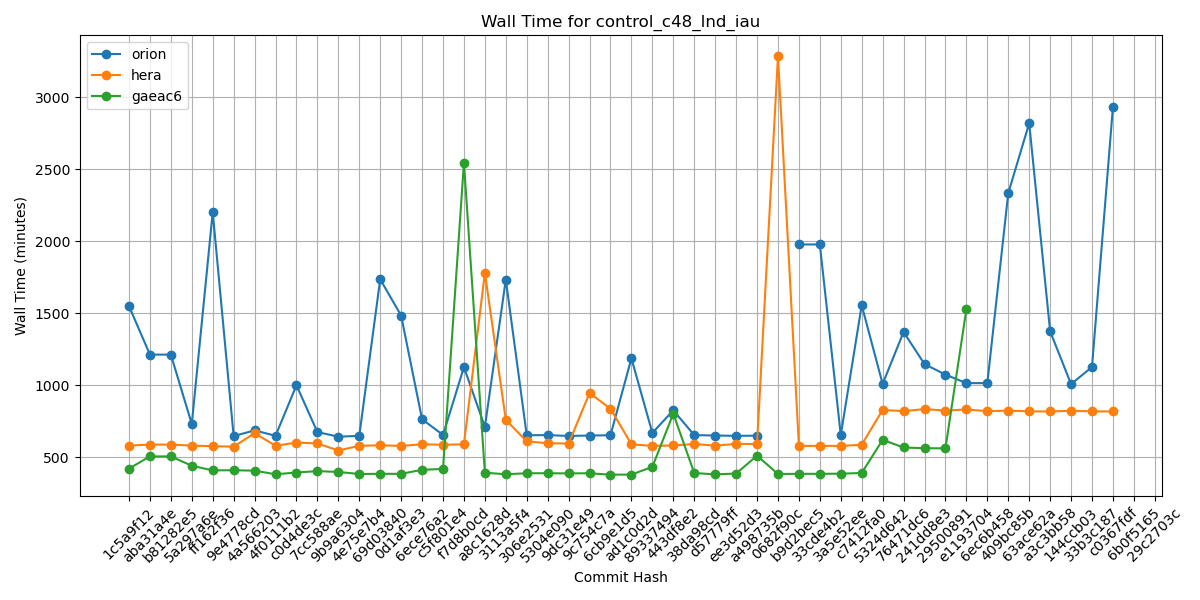 Wall Time for control_c48_lnd_iau
orion
hera
gaeac6
Wall Time (minutes)
3000
2500
2000
1500
1000
500
1c5a9f12
aba31a4e
b81282e5
5a297a6e
ff162f36
9e4778cd
4a566203
4f0111b2
c0d4de3c
7cc588ae
9b9a6304
4e75e7b4
69d03840
0d1af3e3
6ece76a2
c5f801e4
f7d8b0cd
a8c1628d
3113a5f4
306e2531
5304e090
9dc31e49
9c754c7a
6cb9e1d5
ad1c0d2d
89337494
443df8e2
38da98cd
d5779ff
ee3d52d3
a498735b
0682f90c
b9d2bec5
33cde4b2
3a5e52ee
c7412fa0
5324d642
76471dc6
241dd8e3
29500891
e1193704
6ec6b458
409bc85b
63ace62a
a3c3bb58
144ccb03
33b3c187
c0367fdf
6b0f5165
29c2703c
Commit Hash